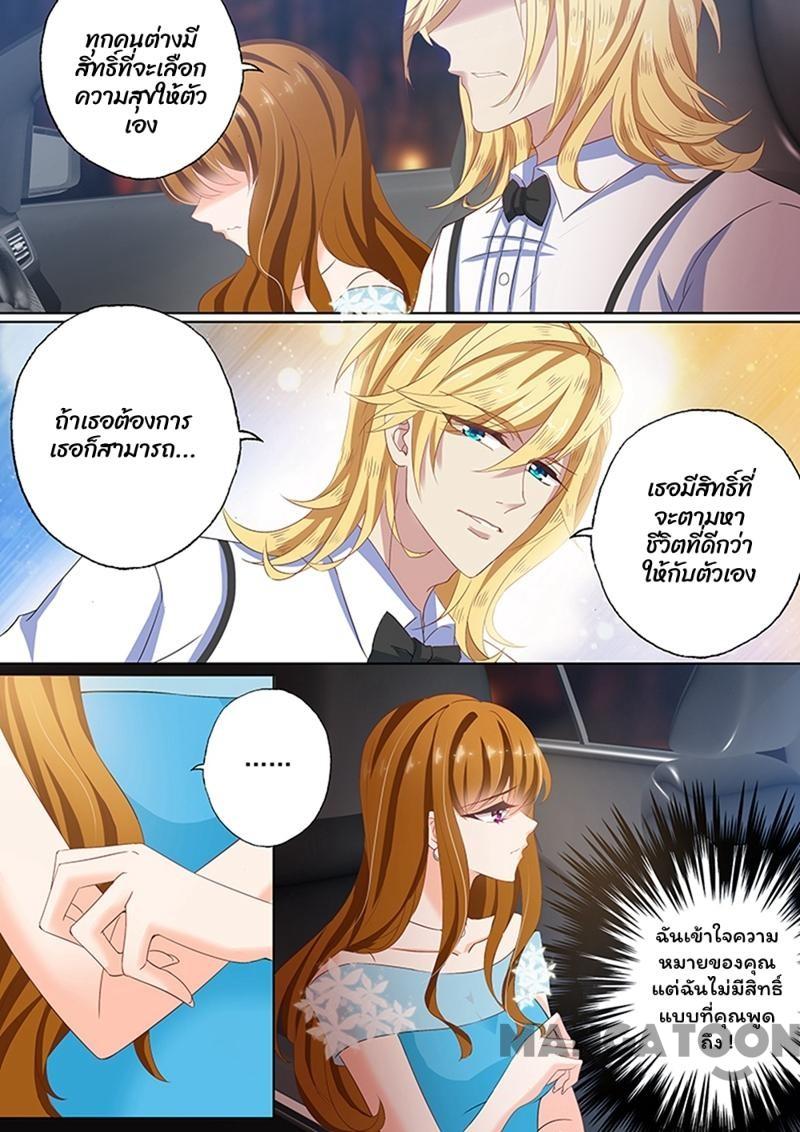 ทุกคนต่างมี
สิทธิ์ที่จะเลือก
ความสุขให้ตัว
เอง
ถ้าเธอต้องการ
เธอก็สามารถ...
เธอมีสิทธิ์ที่
จะตามหา
ชีวิตที่ดีกว่า
ให้กับตัวเอง
......
ฉันเข้าใจความ
หมายของคุณ
แต่ฉันไม่มีสิทธิ์
แบบที่คุณพูด
ถึง !
MANGATOON